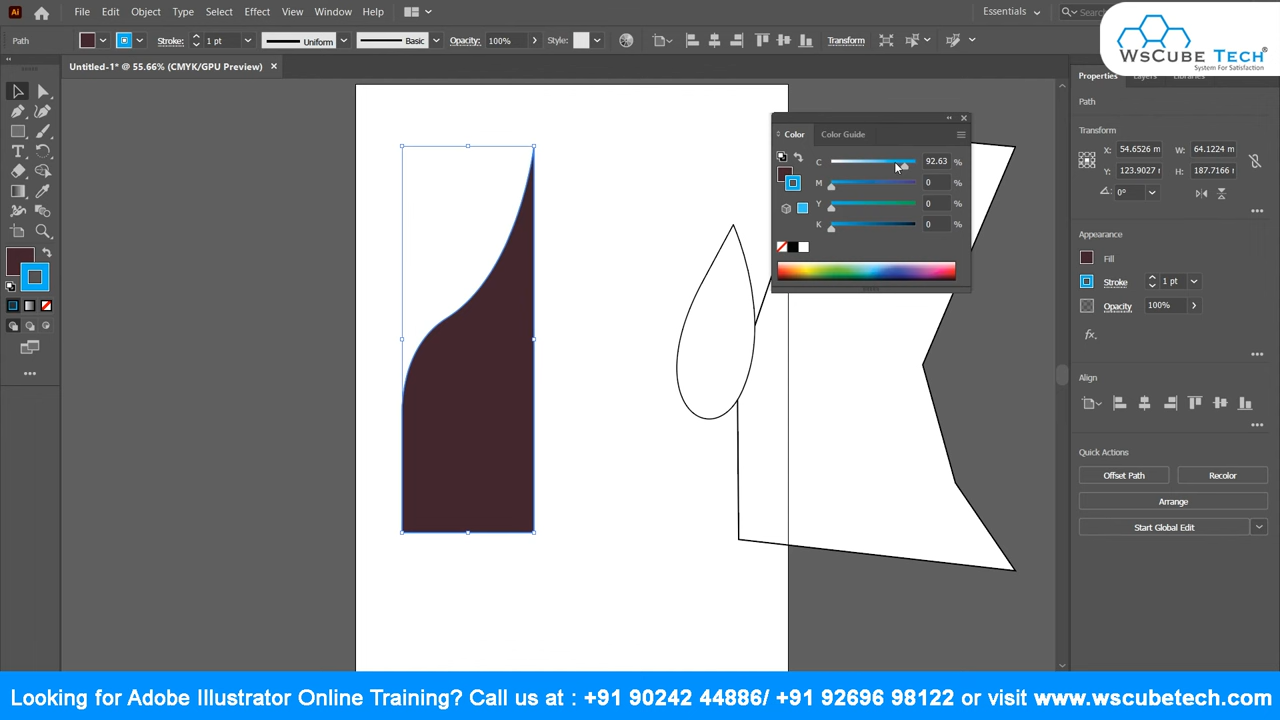 Ai File Edit Object Type Select Effect View Window Help Essentials Search
WsCube Tech®
System For Satisfaction
Path Stroke: 1 pt Uniform Basic Opacity: 100% Style: Transform
Untitled-1* @ 55.66% (CMYK/GPU Preview)
Properties Layers Libraries
Path
Transform
X: 54.6526 m W: 64.1224 m
Y: 123.9027 H: 187.7166 m
0°
Color Color Guide
C 92.63 %
M 0 %
Y 0 %
K 0 %
Appearance
Fill
Stroke 1 pt
Opacity 100%
fx.
Align
Quick Actions
Offset Path Recolor
Arrange
Start Global Edit
Looking for Adobe Illustrator Online Training? Call us at : +91 90242 44886/ +91 92696 98122 or visit www.wscubetech.com